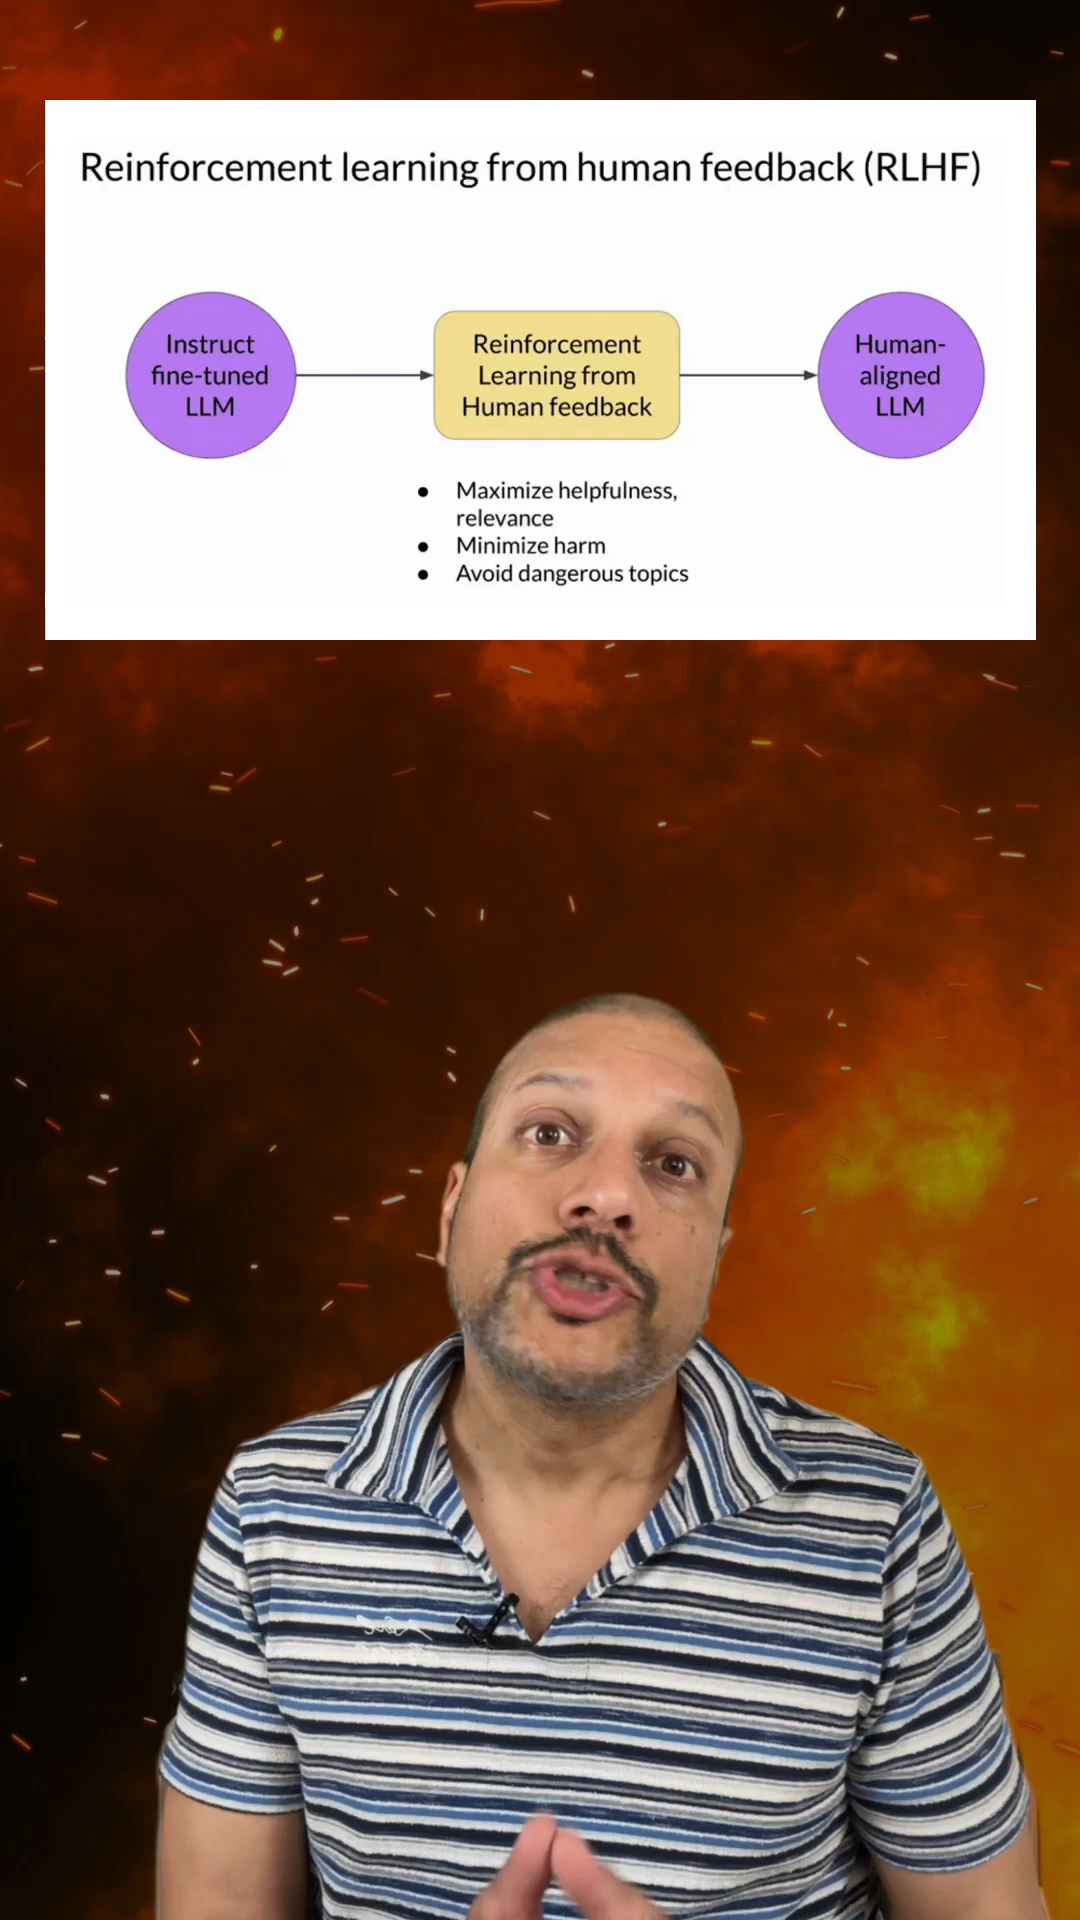 Reinforcement learning from human feedback (RLHF)
Instruct
fine-tuned
LLM
Reinforcement
Learning from
Human feedback
Human-
aligned
LLM
● Maximize helpfulness,
relevance
● Minimize harm
● Avoid dangerous topics